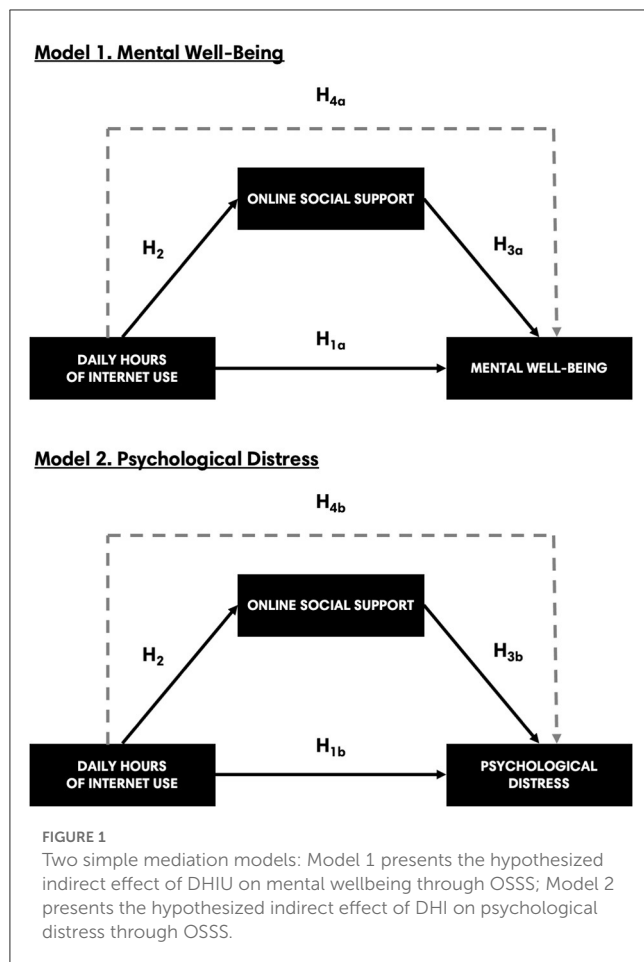 Model 1. Mental Well-Being
H4a
ONLINE SOCIAL SUPPORT
H2
H3a
H1a
DAILY HOURS
OF INTERNET USE
MENTAL WELL-BEING
Model 2. Psychological Distress
H4b
ONLINE SOCIAL SUPPORT
H2
H3b
H1b
DAILY HOURS
OF INTERNET USE
PSYCHOLOGICAL
DISTRESS
FIGURE 1
Two simple mediation models: Model 1 presents the hypothesized
indirect effect of DHIU on mental wellbeing through OSSS; Model 2
presents the hypothesized indirect effect of DHI on psychological
distress through OSSS.